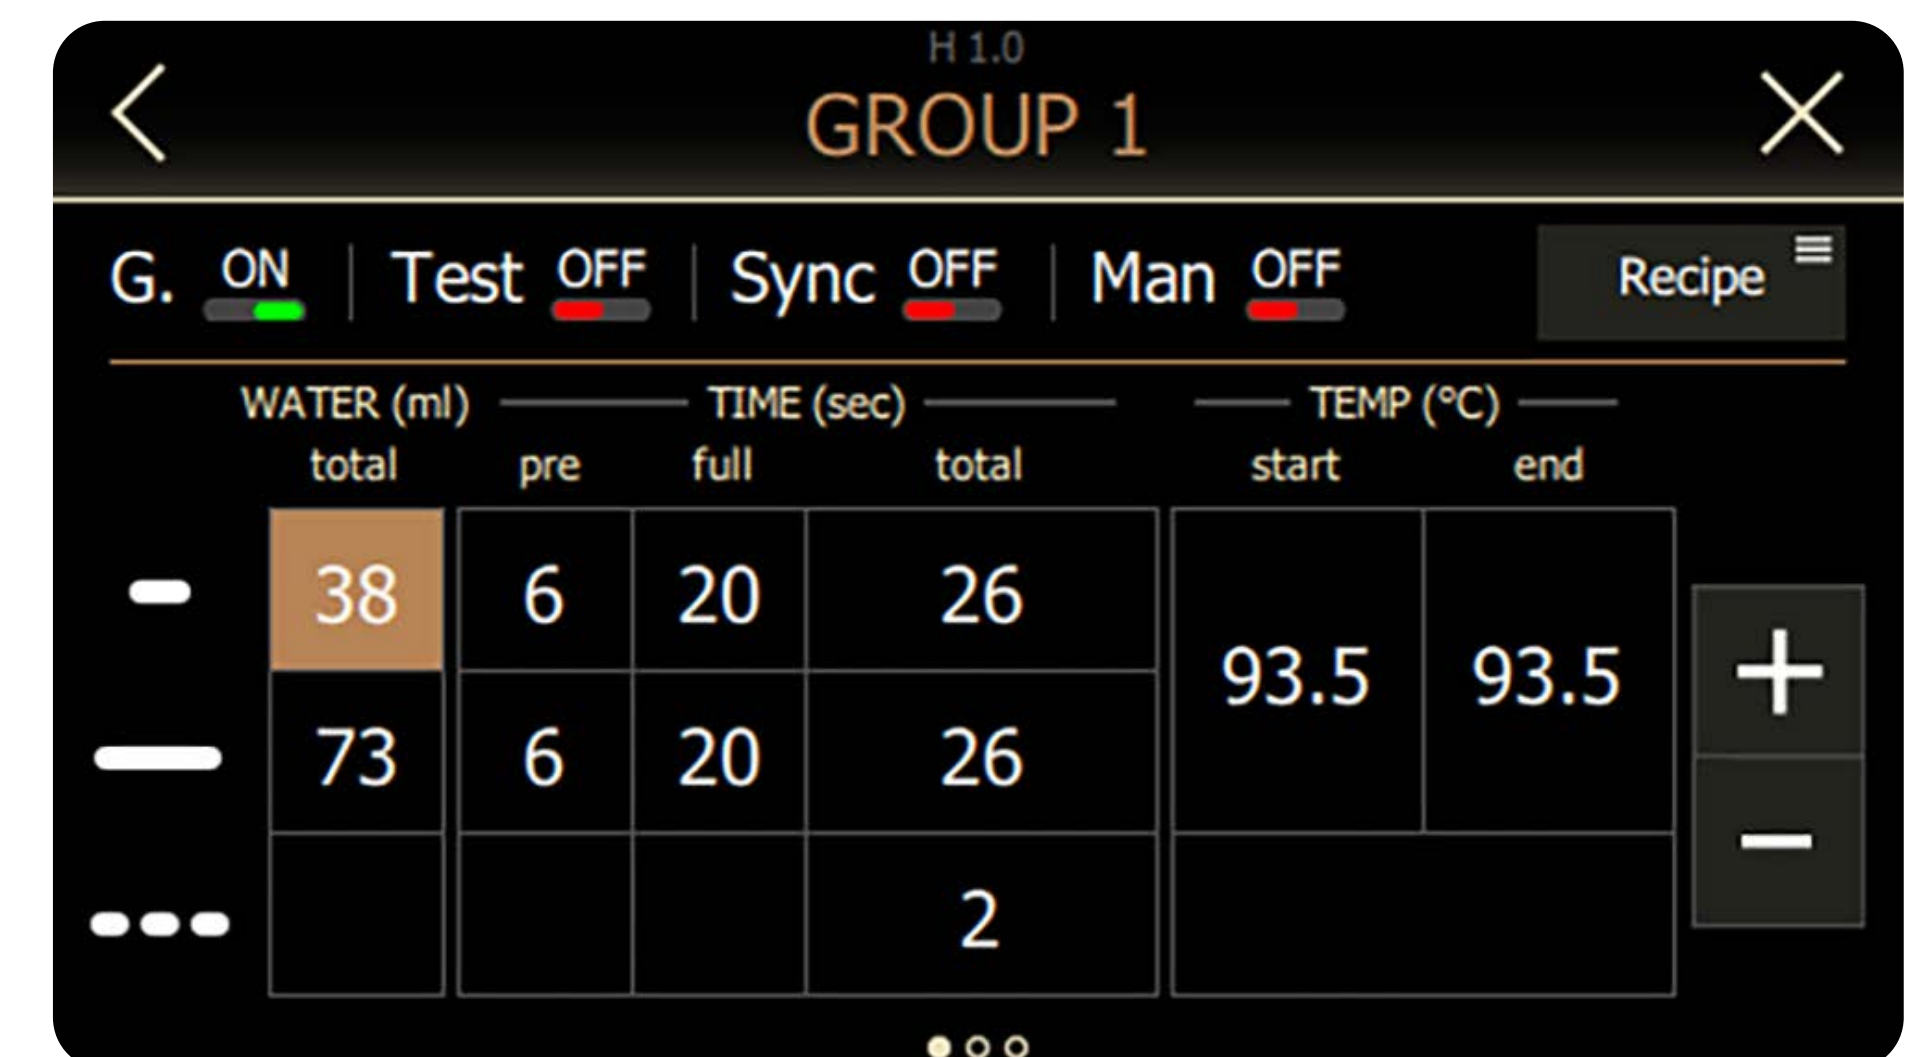 H 1.0
GROUP 1
G. ON Test OFF Sync OFF Man OFF Recipe
WATER (ml) TIME (sec) TEMP (°C)
total pre full total start end
38 6 20 26
93.5 93.5
73 6 20 26
2